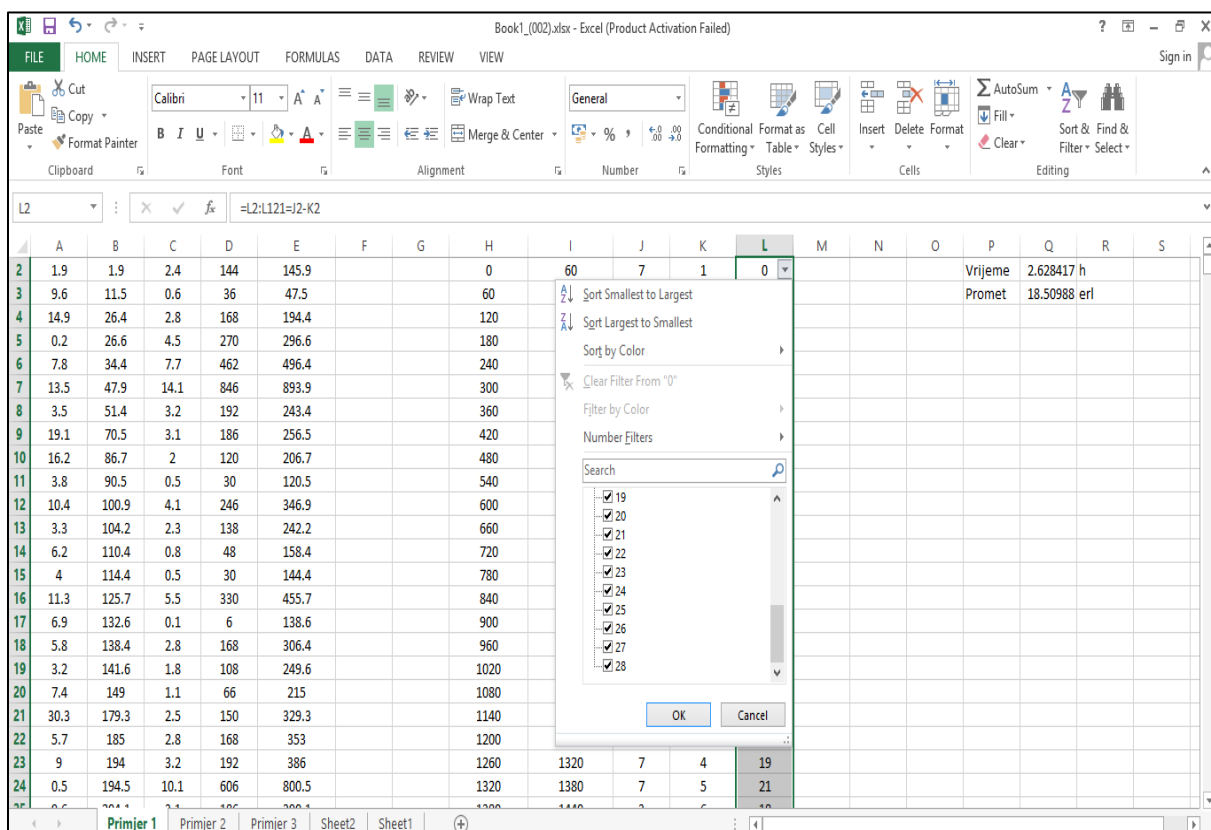 Book1_(002).xlsx - Excel (Product Activation Failed)
FILE HOME INSERT PAGE LAYOUT FORMULAS DATA REVIEW VIEW Sign in
Cut
Copy
Format Painter
Paste
Clipboard
Calibri 11
B I U
Font
Wrap Text
Merge & Center
Alignment
General
Number
Conditional Formatting
Format as Table
Cell Styles
Styles
Insert Delete Format
Cells
AutoSum
Fill
Clear
Sort & Filter
Find & Select
Editing
L2 fx =L2:L121=J2-K2
A B C D E F G H I J K L M N O P Q R S
2 1.9 1.9 2.4 144 145.9 0 60 7 1 0 Vrijeme 2.628417 h
3 9.6 11.5 0.6 36 47.5 60 Promet 18.50988 erl
4 14.9 26.4 2.8 168 194.4 120
5 0.2 26.6 4.5 270 296.6 180
6 7.8 34.4 7.7 462 496.4 240
7 13.5 47.9 14.1 846 893.9 300
8 3.5 51.4 3.2 192 243.4 360
9 19.1 70.5 3.1 186 256.5 420
10 16.2 86.7 2 120 206.7 480
11 3.8 90.5 0.5 30 120.5 540
12 10.4 100.9 4.1 246 346.9 600
13 3.3 104.2 2.3 138 242.2 660
14 6.2 110.4 0.8 48 158.4 720
15 4 114.4 0.5 30 144.4 780
16 11.3 125.7 5.5 330 455.7 840
17 6.9 132.6 0.1 6 138.6 900
18 5.8 138.4 2.8 168 306.4 960
19 3.2 141.6 1.8 108 249.6 1020
20 7.4 149 1.1 66 215 1080
21 30.3 179.3 2.5 150 329.3 1140
22 5.7 185 2.8 168 353 1200
23 9 194 3.2 192 386 1260 1320 7 4 19
24 0.5 194.5 10.1 606 800.5 1320 1380 7 5 21
Sort Smallest to Largest
Sort Largest to Smallest
Sort by Color
Clear Filter From "0"
Filter by Color
Number Filters
Search
19
20
21
22
23
24
25
26
27
28
OK Cancel
Primjer 1 Primjer 2 Primjer 3 Sheet2 Sheet1